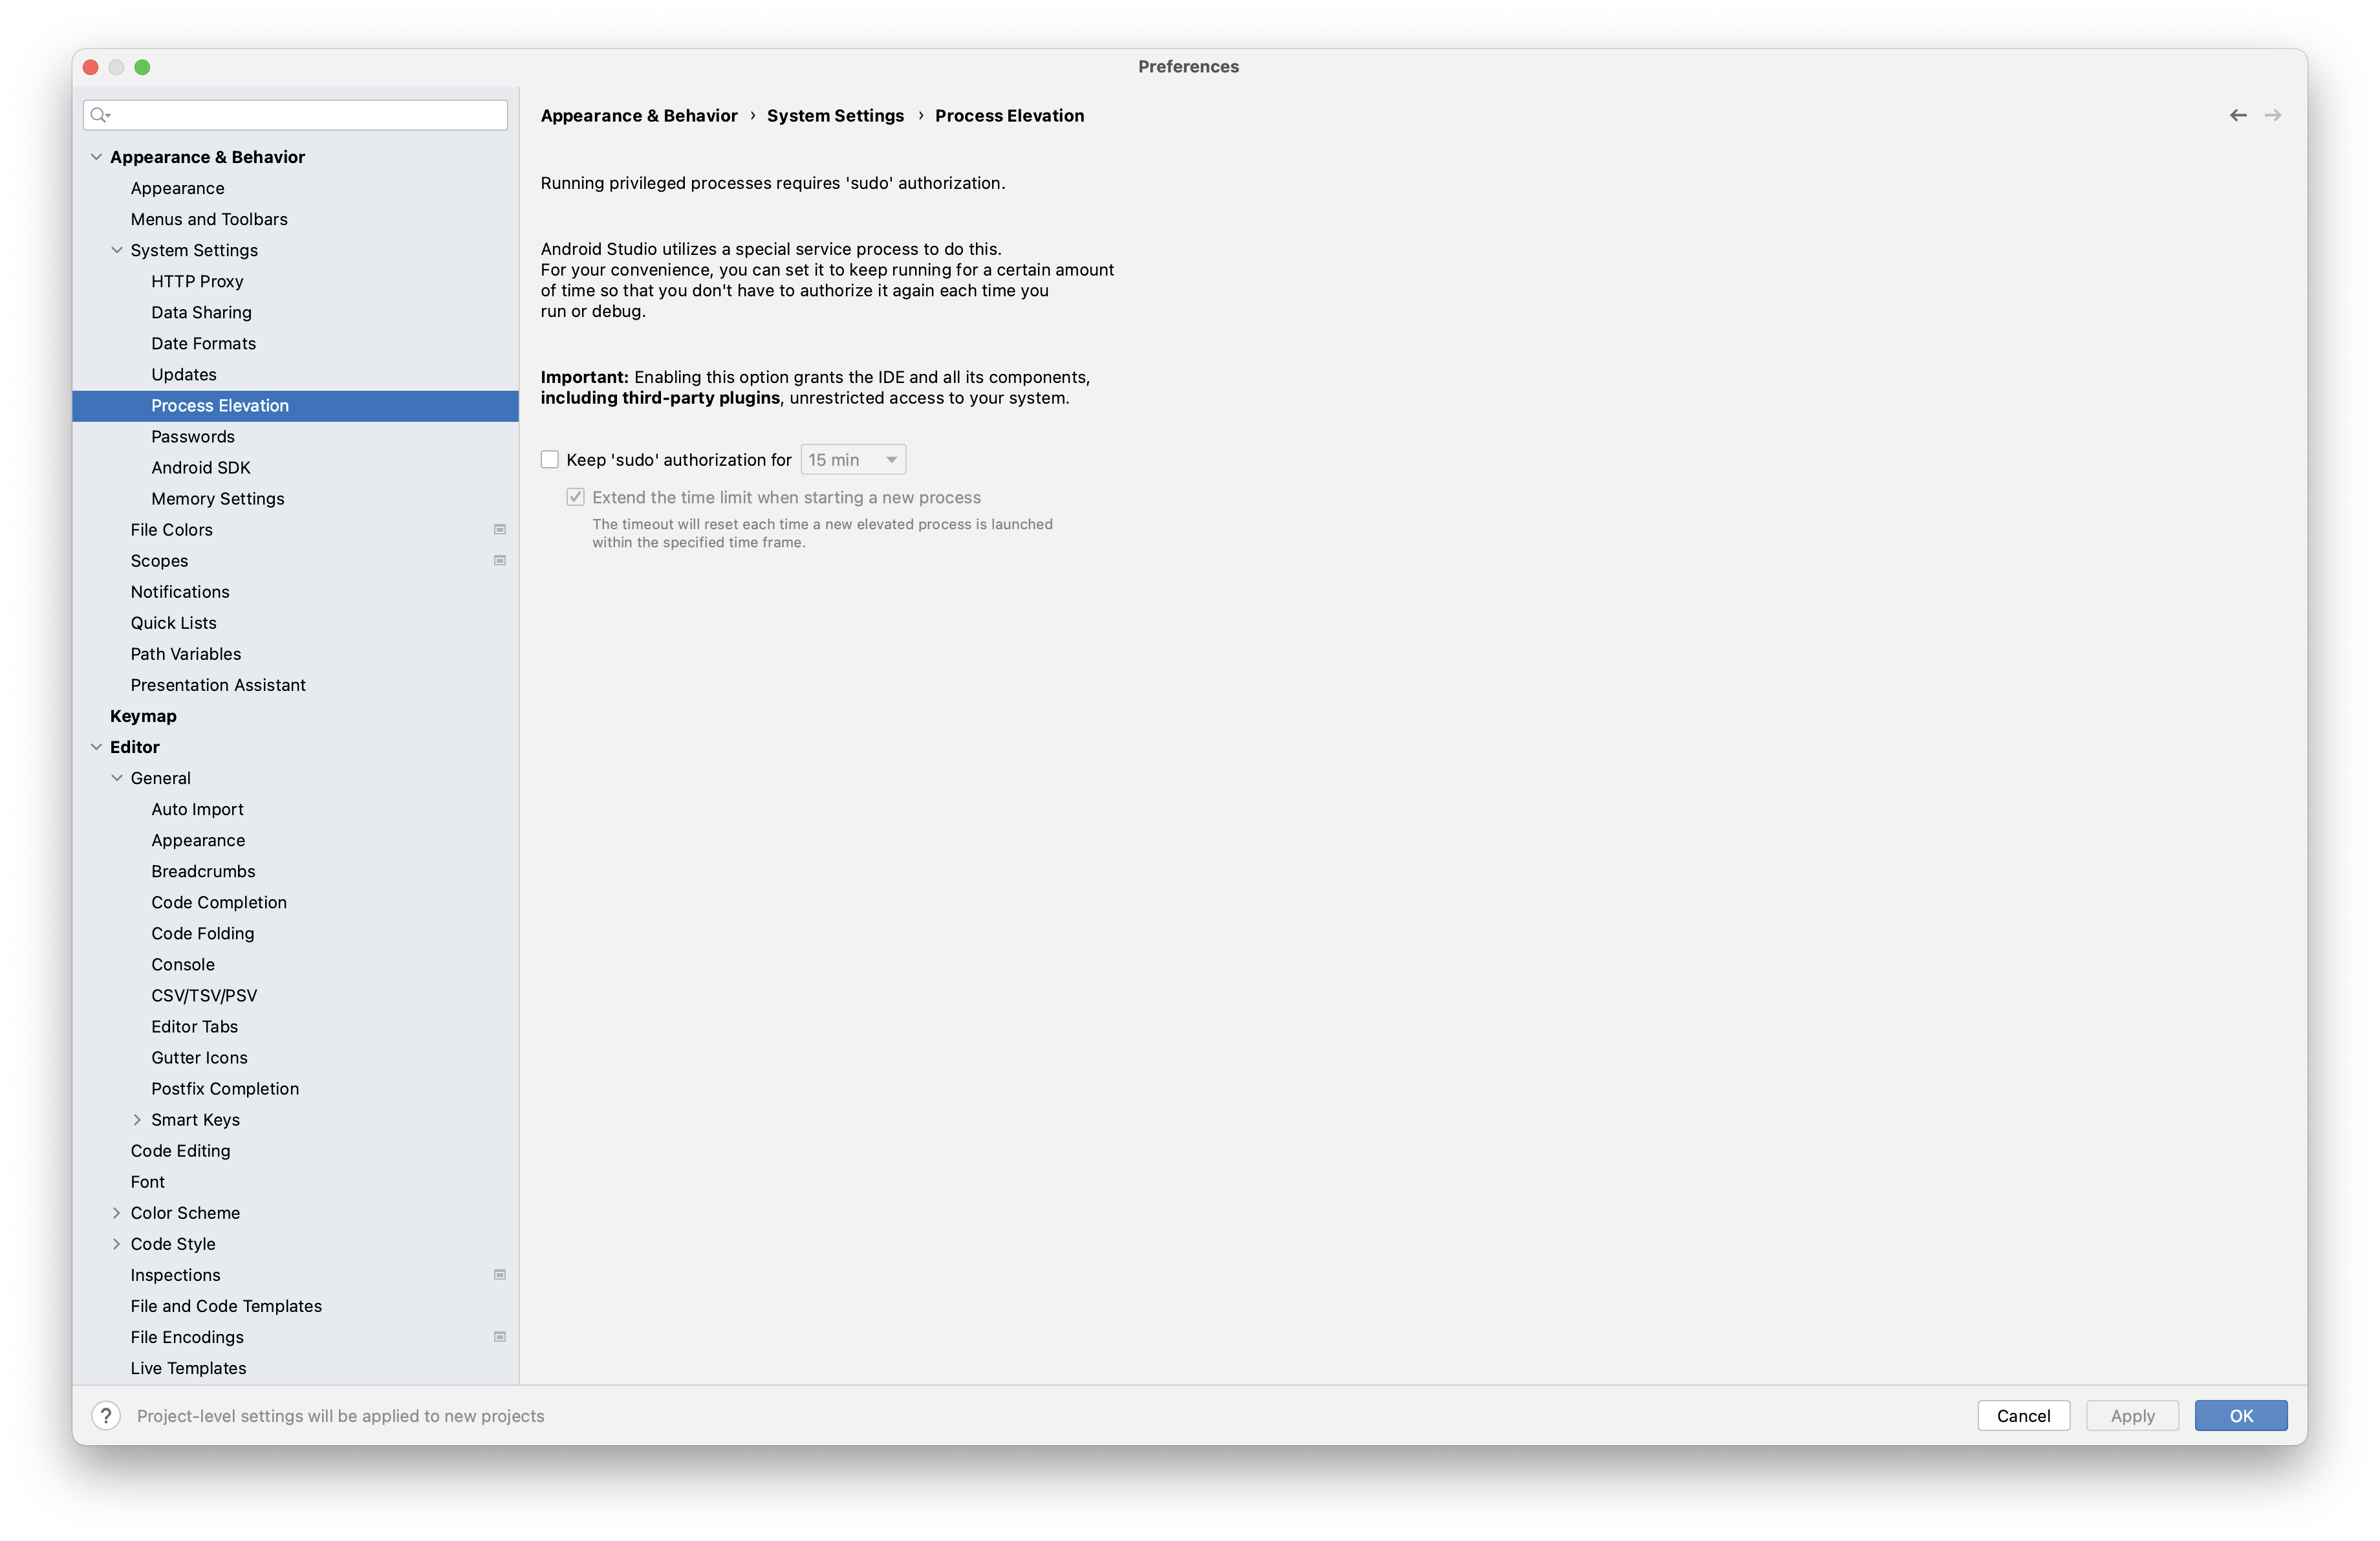 Preferences
Appearance & Behavior
Appearance
Menus and Toolbars
System Settings
HTTP Proxy
Data Sharing
Date Formats
Updates
Process Elevation
Passwords
Android SDK
Memory Settings
File Colors
Scopes
Notifications
Quick Lists
Path Variables
Presentation Assistant
Keymap
Editor
General
Auto Import
Appearance
Breadcrumbs
Code Completion
Code Folding
Console
CSV/TSV/PSV
Editor Tabs
Gutter Icons
Postfix Completion
Smart Keys
Code Editing
Font
Color Scheme
Code Style
Inspections
File and Code Templates
File Encodings
Live Templates
Appearance & Behavior › System Settings › Process Elevation
Running privileged processes requires 'sudo' authorization.
Android Studio utilizes a special service process to do this.
For your convenience, you can set it to keep running for a certain amount
of time so that you don't have to authorize it again each time you
run or debug.
Important: Enabling this option grants the IDE and all its components,
including third-party plugins, unrestricted access to your system.
Keep 'sudo' authorization for 15 min
Extend the time limit when starting a new process
The timeout will reset each time a new elevated process is launched
within the specified time frame.
? Project-level settings will be applied to new projects
Cancel Apply OK